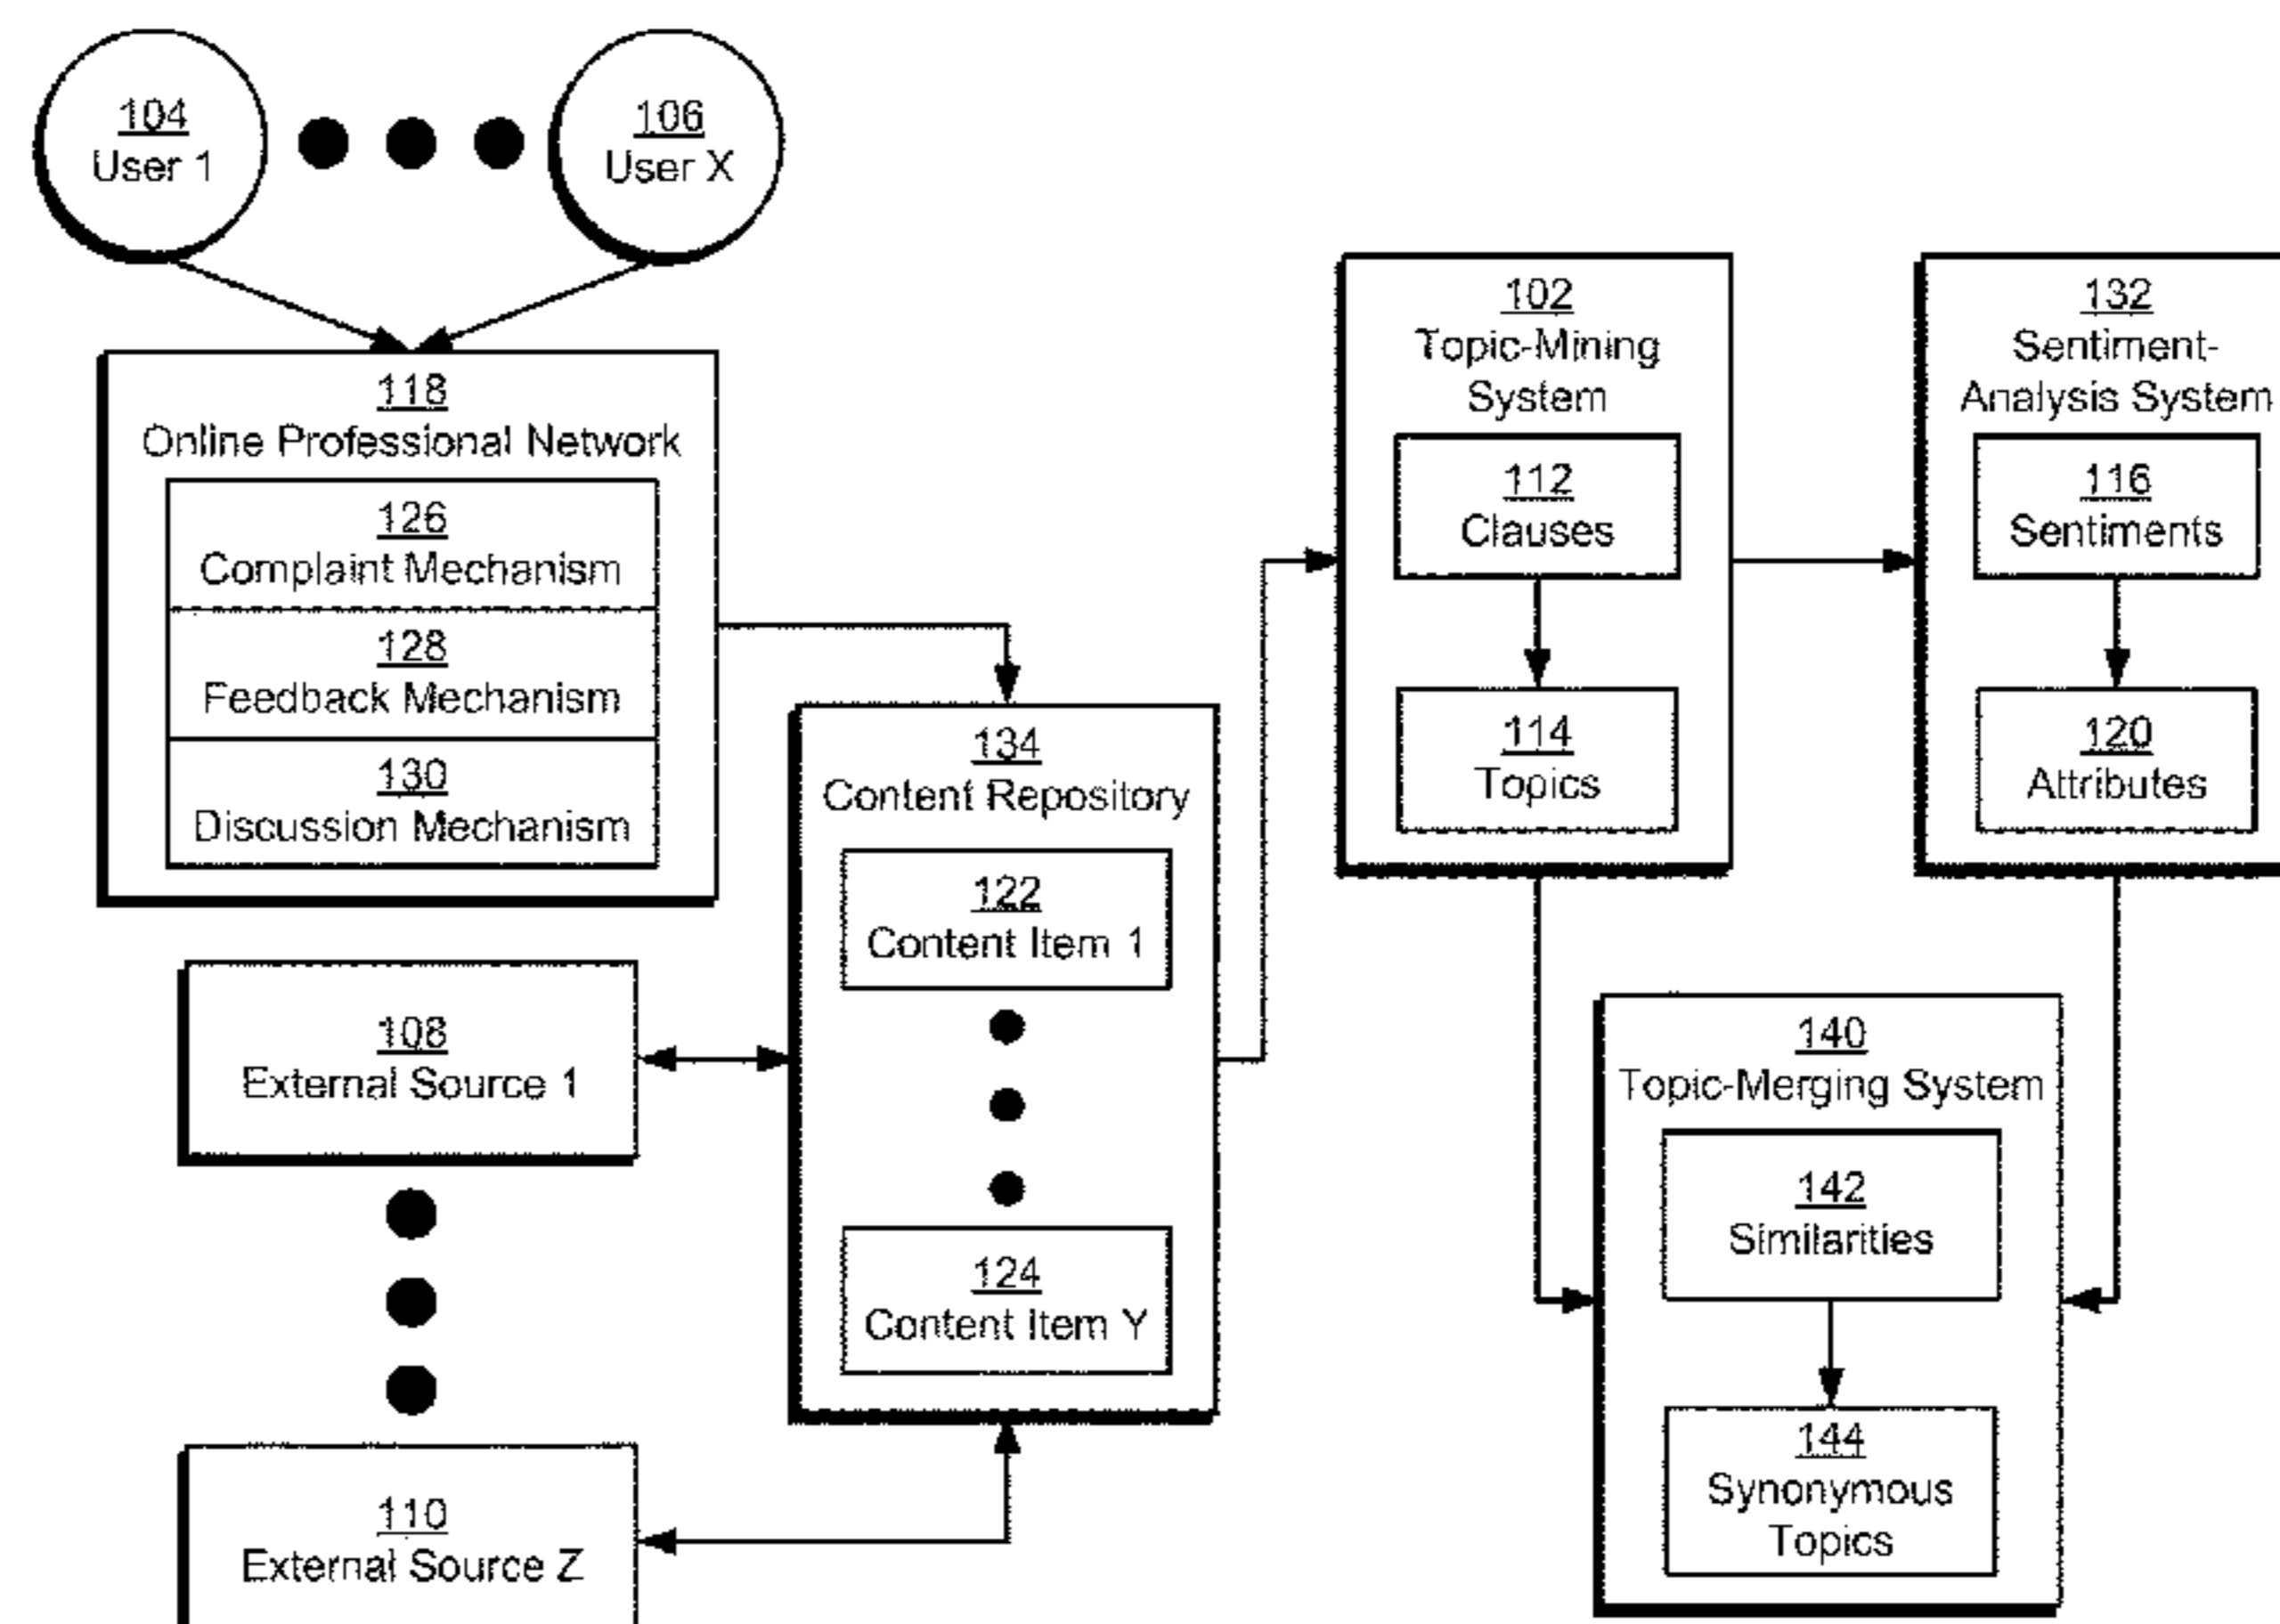 104
User 1
106
User X
118
Online Professional Network
126
Complaint Mechanism
128
Feedback Mechanism
130
Discussion Mechanism
108
External Source 1
110
External Source Z
134
Content Repository
122
Content Item 1
124
Content Item Y
102
Topic-Mining
System
112
Clauses
114
Topics
132
Sentiment-
Analysis System
116
Sentiments
120
Attributes
140
Topic-Merging System
142
Similarities
144
Synonymous
Topics